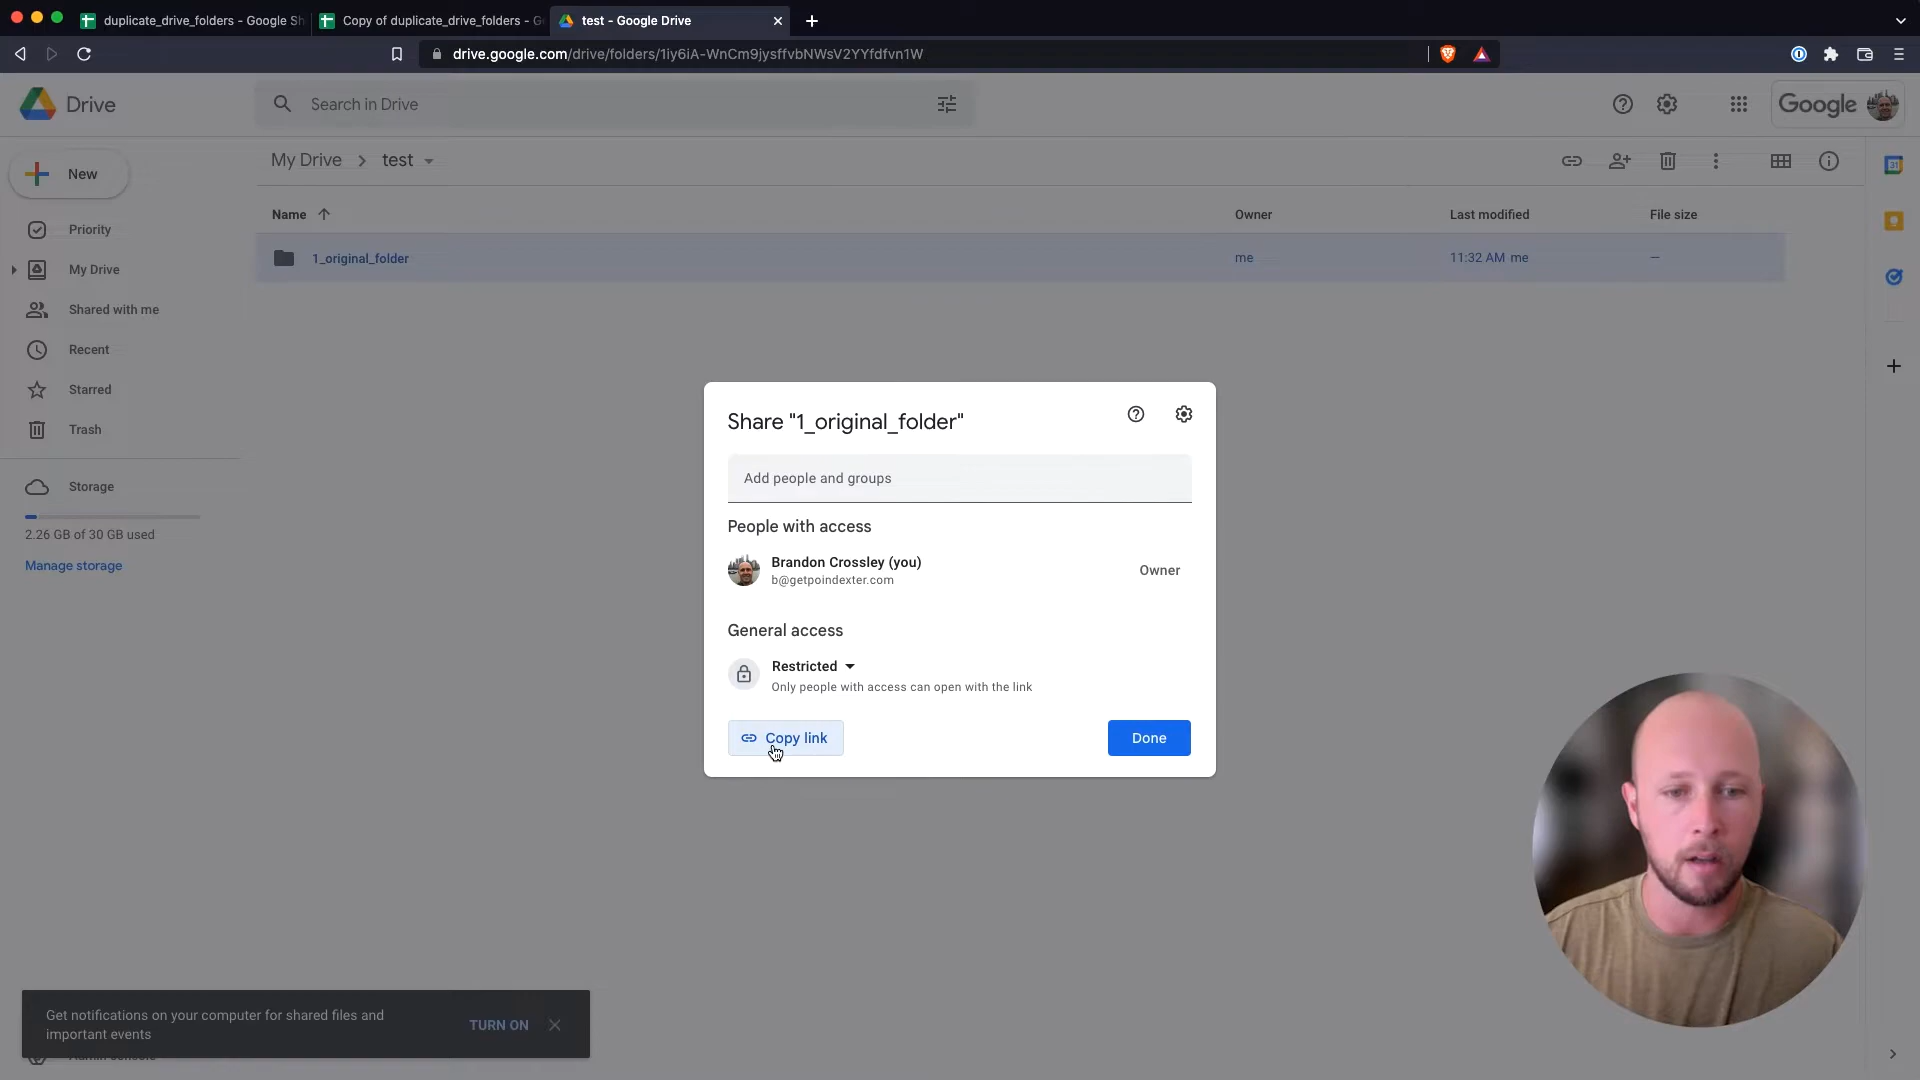 duplicate_drive_folders - Google Sh
Copy of duplicate_drive_folders - G
test - Google Drive
drive.google.com/drive/folders/1iy6iA-WnCm9jysffvbNWsV2YYfdfvn1W
Drive
Search in Drive
Google
New
My Drive
test
Priority
My Drive
Shared with me
Recent
Starred
Trash
Storage
2.26 GB of 30 GB used
Manage storage
Name
Owner
Last modified
File size
1_original_folder
me
11:32 AM me
—
31
Share "1_original_folder"
Add people and groups
People with access
Brandon Crossley (you)
b@getpoindexter.com
Owner
General access
Restricted
Only people with access can open with the link
Copy link
Done
Get notifications on your computer for shared files and
important events
TURN ON